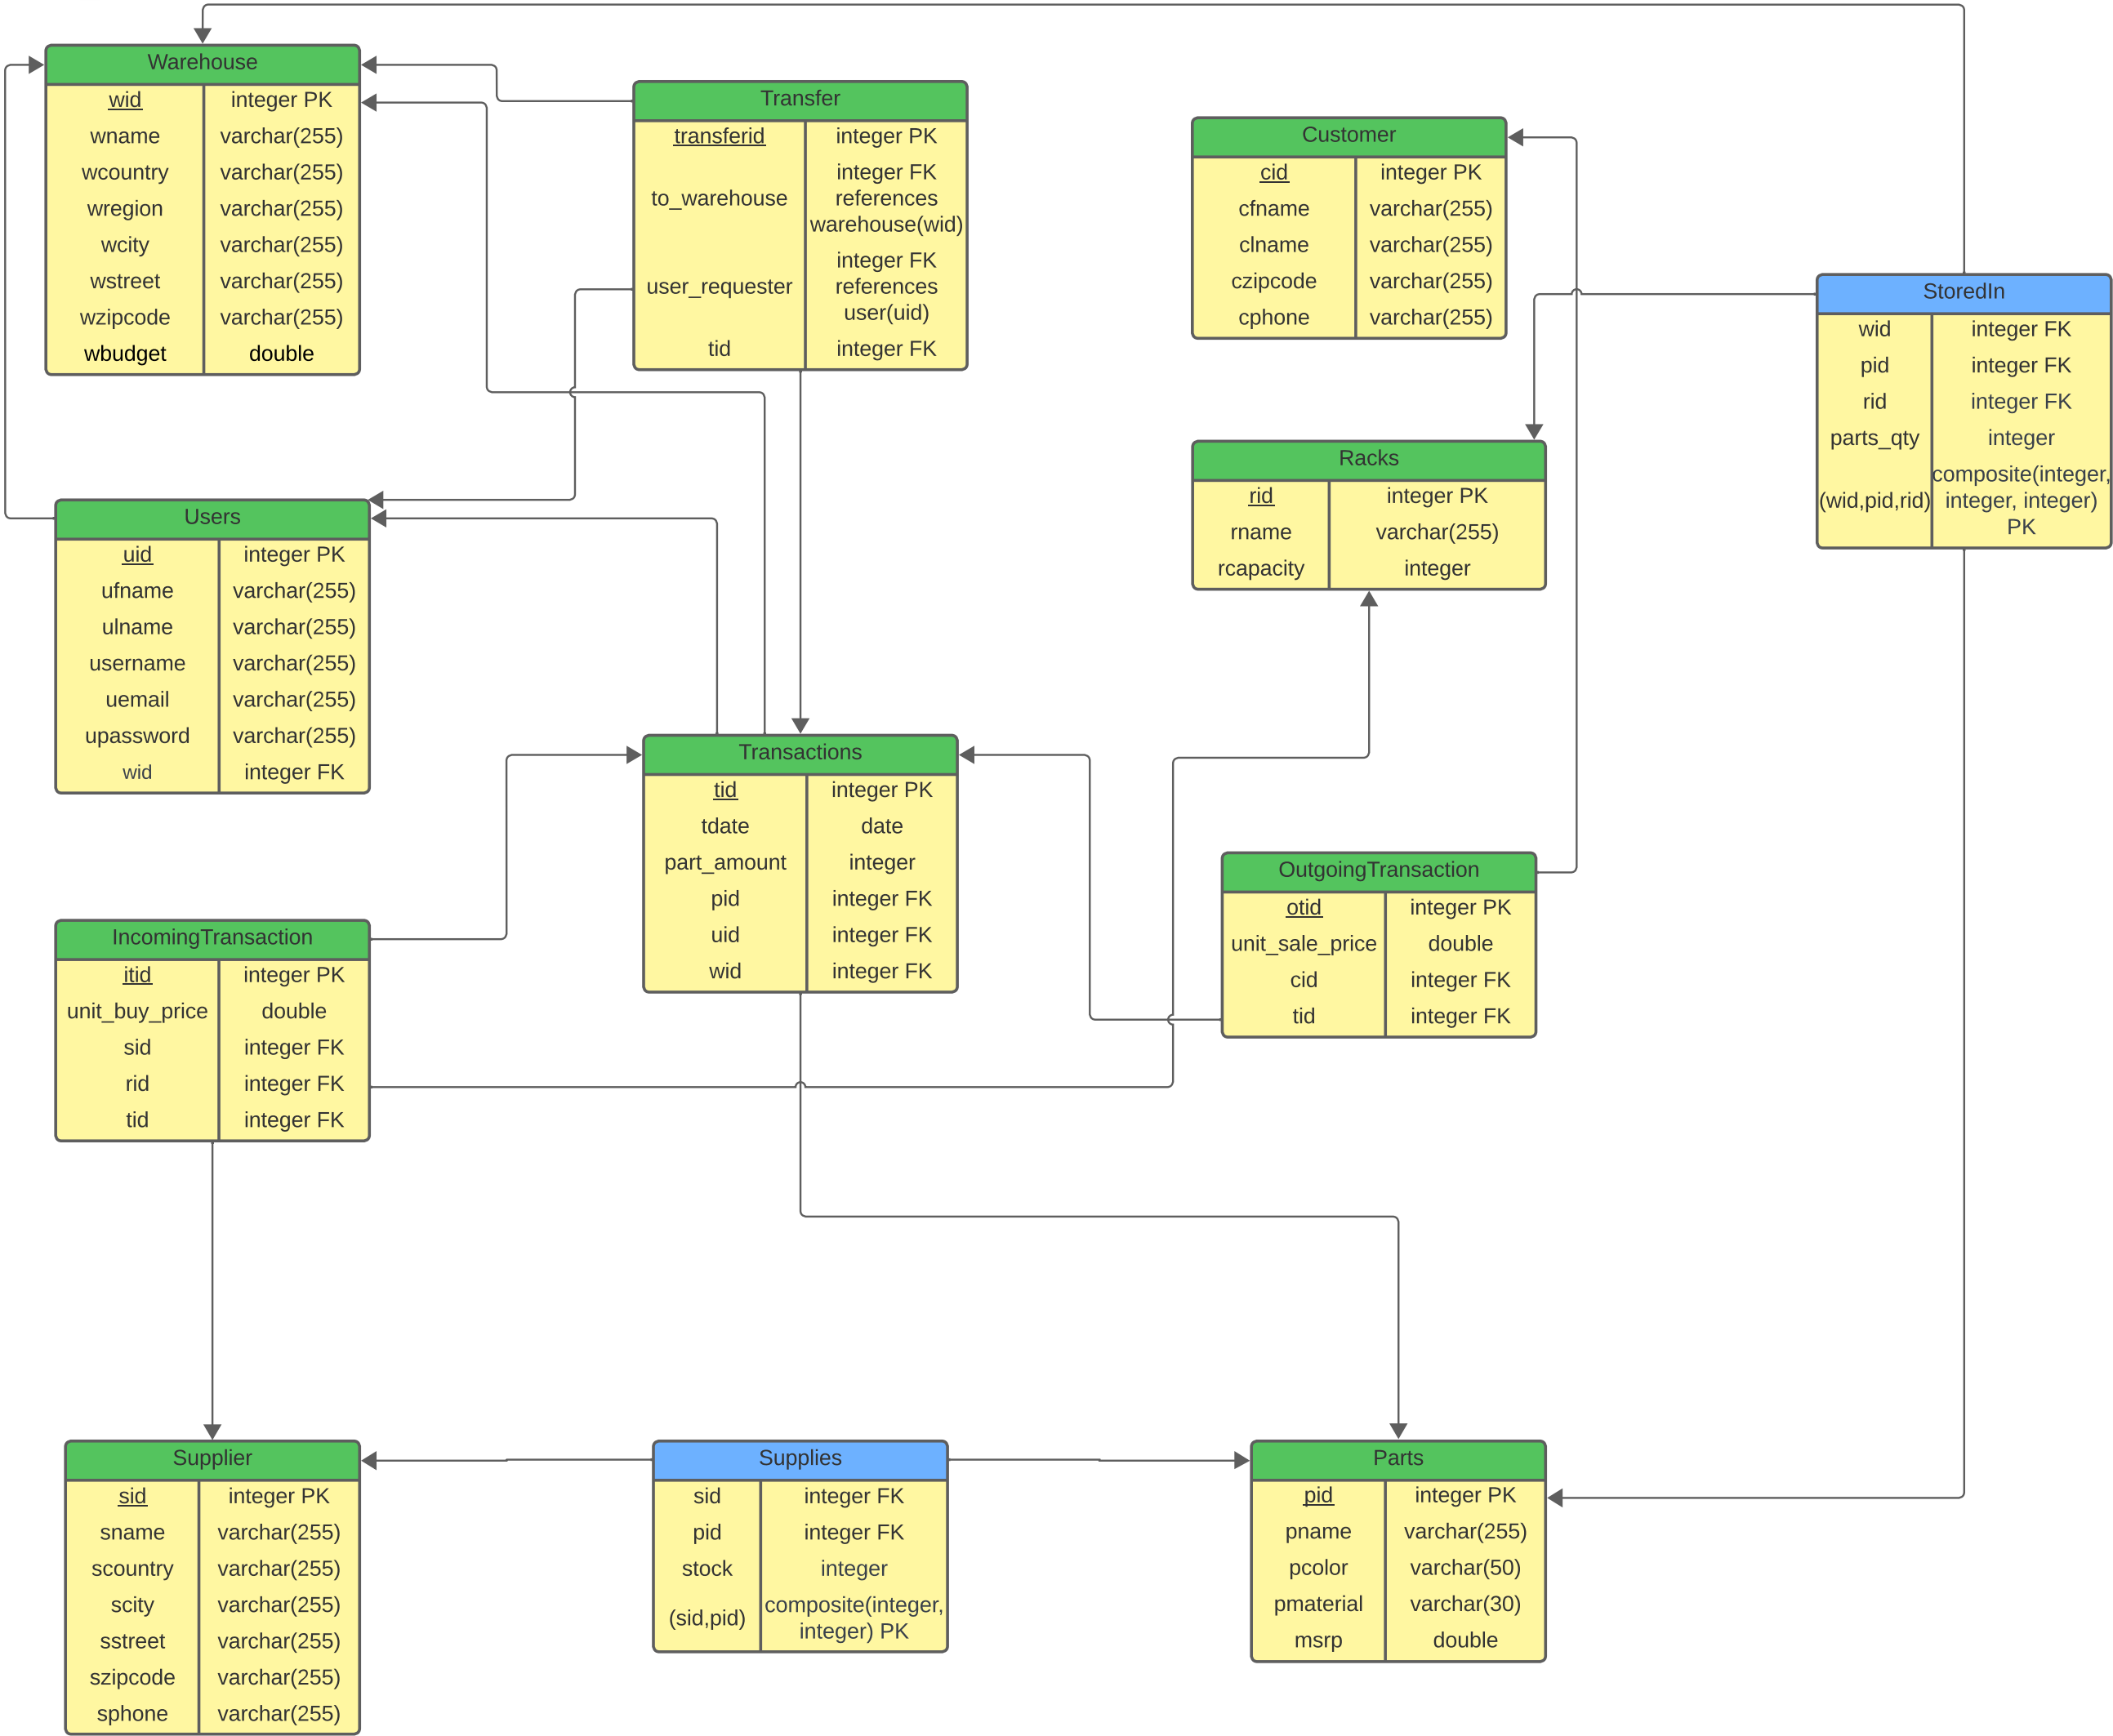 Warehouse
wid integer PK
wname varchar(255)
wcountry varchar(255)
wregion varchar(255)
wcity varchar(255)
wstreet varchar(255)
wzipcode varchar(255)
wbudget double
Transfer
transferid integer PK
to_warehouse integer FK
references
warehouse(wid)
user_requester integer FK
references
user(uid)
tid integer FK
Customer
cid integer PK
cfname varchar(255)
clname varchar(255)
czipcode varchar(255)
cphone varchar(255)
StoredIn
wid integer FK
pid integer FK
rid integer FK
parts_qty integer
(wid,pid,rid) composite(integer,
integer, integer)
PK
Racks
rid integer PK
rname varchar(255)
rcapacity integer
Users
uid integer PK
ufname varchar(255)
ulname varchar(255)
username varchar(255)
uemail varchar(255)
upassword varchar(255)
wid integer FK
Transactions
tid integer PK
tdate date
part_amount integer
pid integer FK
uid integer FK
wid integer FK
OutgoingTransaction
otid integer PK
unit_sale_price double
cid integer FK
tid integer FK
IncomingTransaction
itid integer PK
unit_buy_price double
sid integer FK
rid integer FK
tid integer FK
Supplier
sid integer PK
sname varchar(255)
scountry varchar(255)
scity varchar(255)
sstreet varchar(255)
szipcode varchar(255)
sphone varchar(255)
Supplies
sid integer FK
pid integer FK
stock integer
(sid,pid) composite(integer,
integer) PK
Parts
pid integer PK
pname varchar(255)
pcolor varchar(50)
pmaterial varchar(30)
msrp double